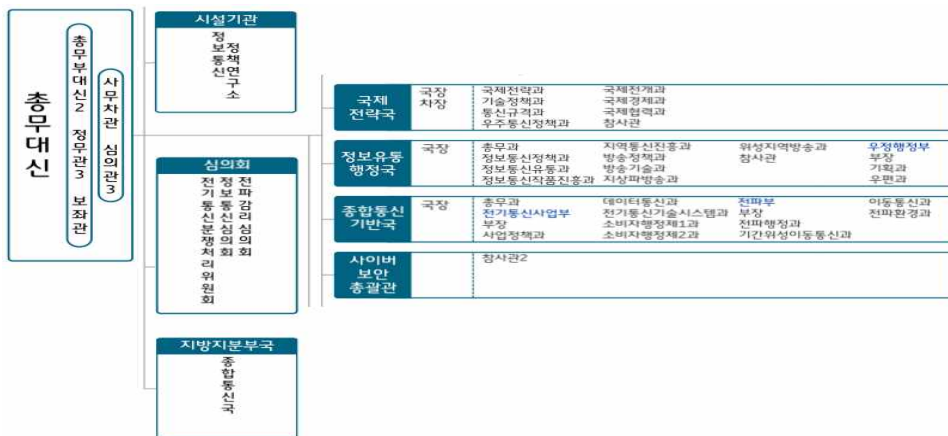 총무대신
총무부대신2 정무관3 보좌관
사무차관 심의관3
시설기관
정보통신
정책연구소
심의회
전파감리심의회
정보통신심의회
전기통신분쟁처리위원회
지방지분부국
종합통신국
국제
전략국
국장
차장
국제전략과
기술정책과
통신규격과
우주통신정책과
국제전개과
국제경제과
국제협력과
참사관
정보유통
행정국
국장
총무과
정보통신정책과
정보통신유통과
정보통신작품진흥과
지역통신진흥과
방송정책과
방송기술과
지상파방송과
위성지역방송과
참사관
우정행정부
부장
기획과
우편과
종합통신
기반국
국장
총무과
전기통신사업부
부장
사업정책과
데이터통신과
전기통신기술시스템과
소비자행정제1과
소비자행정제2과
전파부
부장
전파행정과
기간위성이동통신과
이동통신과
전파환경과
사이버
보안
총괄관
참사관2